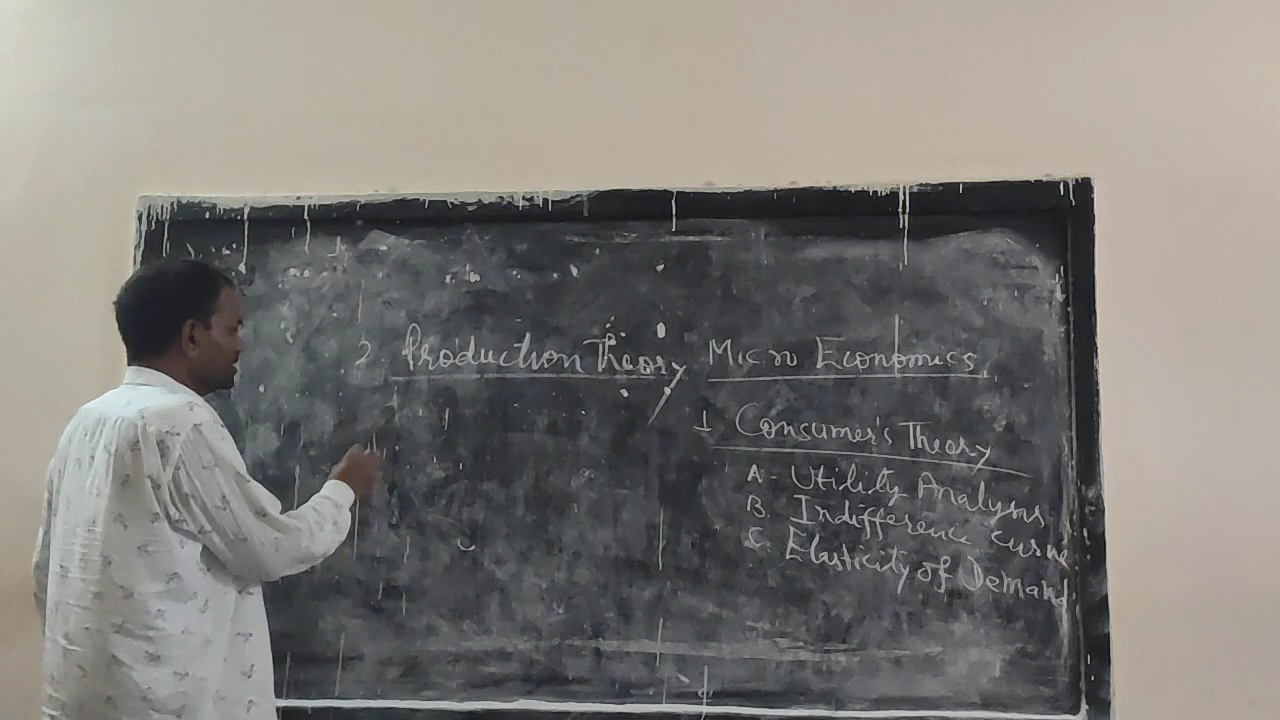 Micro Economics
1 Consumer's Theory
A- Utility Analysis
B. Indifference curve
C. Elasticity of Demand
2. Production Theory